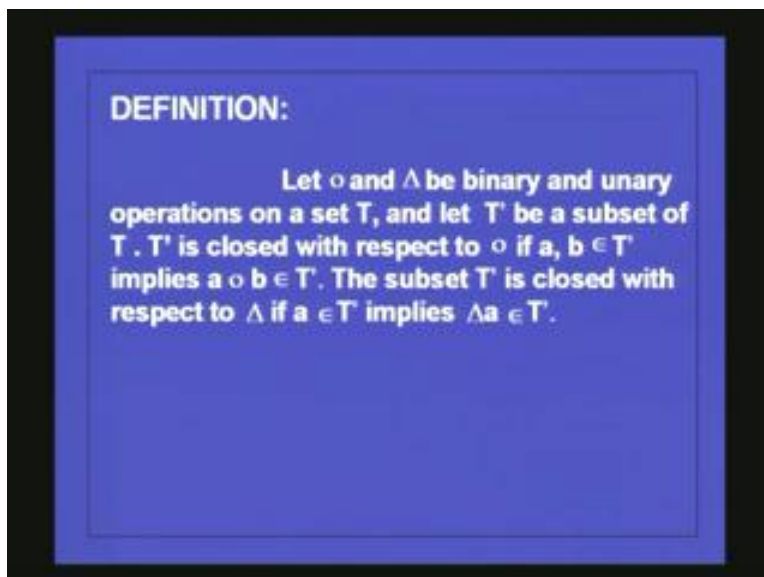 DEFINITION:
Let o and Δ be binary and unary
operations on a set T, and let T' be a subset of
T . T' is closed with respect to o if a, b ∈ T'
implies a o b ∈ T'. The subset T' is closed with
respect to Δ if a ∈ T' implies Δa ∈ T'.